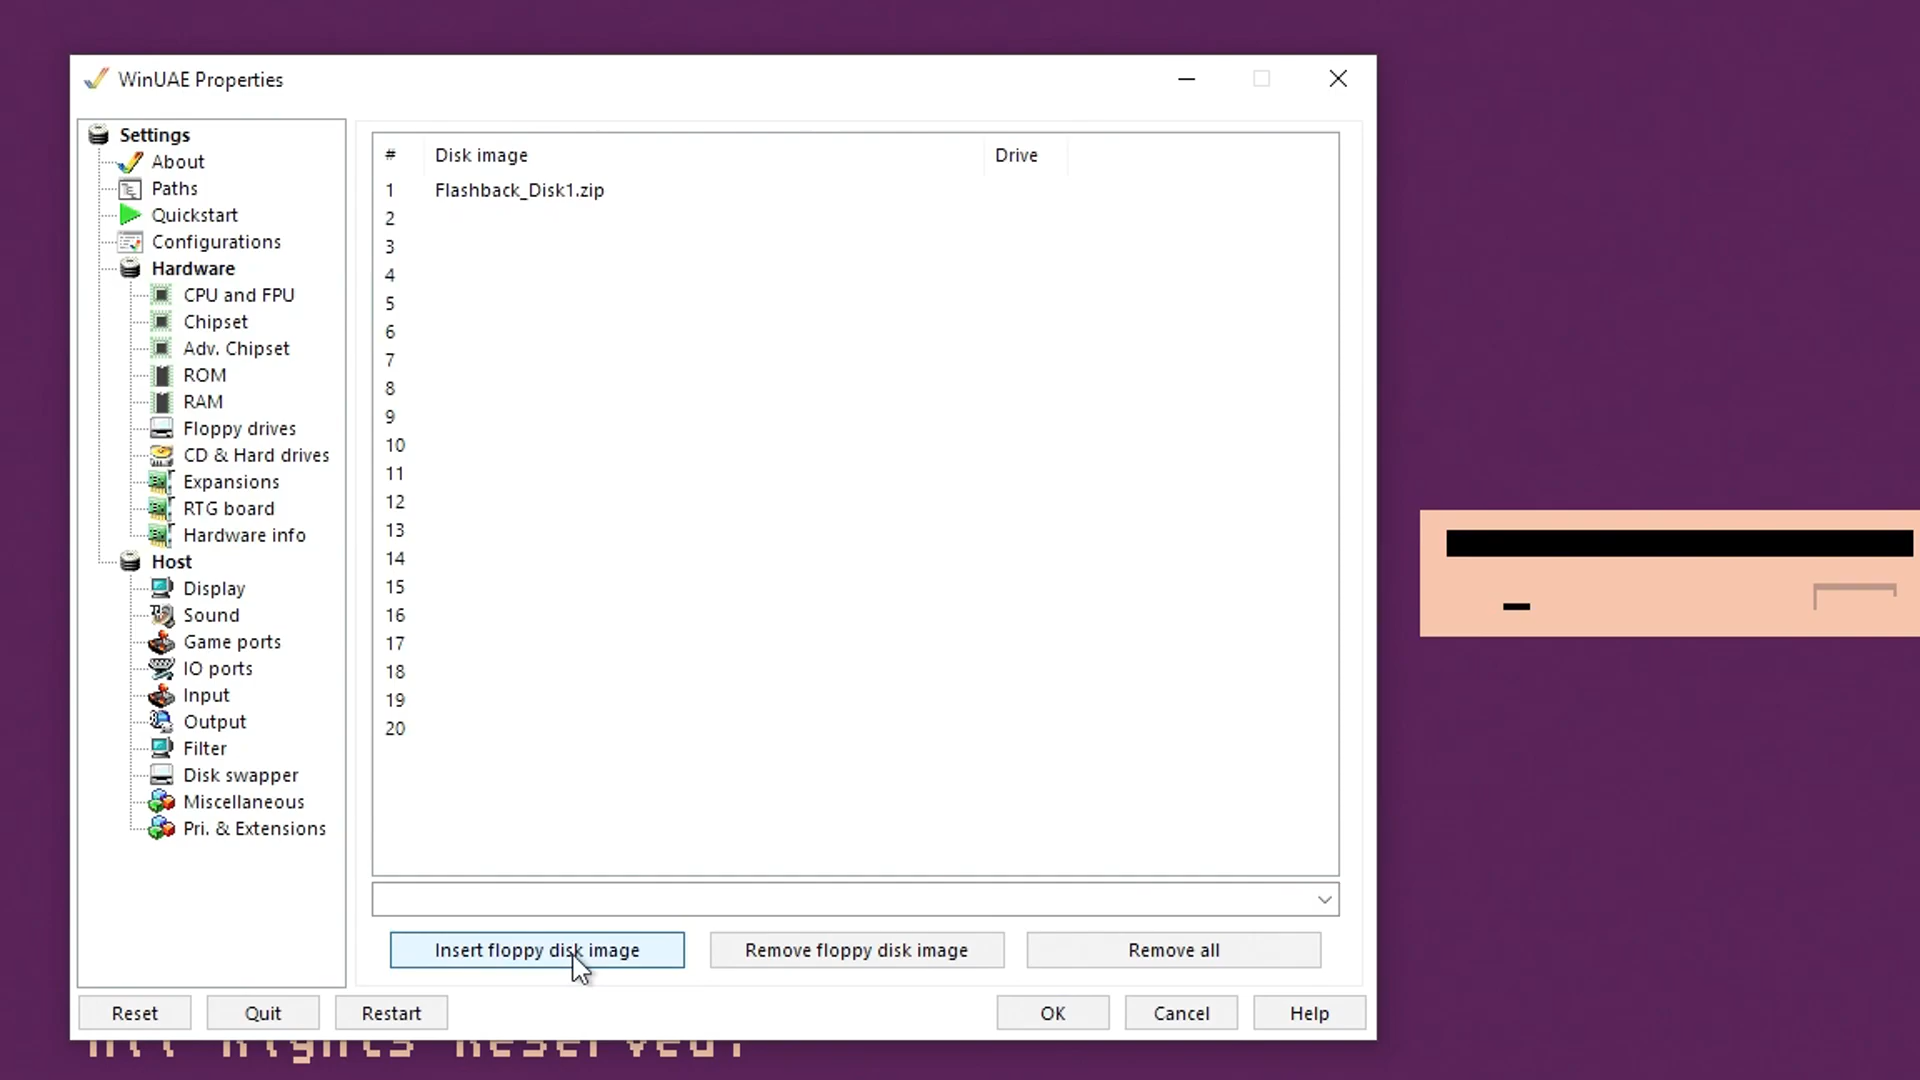 WinUAE Properties
Settings
About
Paths
Quickstart
Configurations
Hardware
CPU and FPU
Chipset
Adv. Chipset
ROM
RAM
Floppy drives
CD & Hard drives
Expansions
RTG board
Hardware info
Host
Display
Sound
Game ports
IO ports
Input
Output
Filter
Disk swapper
Miscellaneous
Pri. & Extensions
# Disk image Drive
1 Flashback_Disk1.zip
2
3
4
5
6
7
8
9
10
11
12
13
14
15
16
17
18
19
20
Insert floppy disk image Remove floppy disk image Remove all
Reset Quit Restart OK Cancel Help
All Rights Reserved.